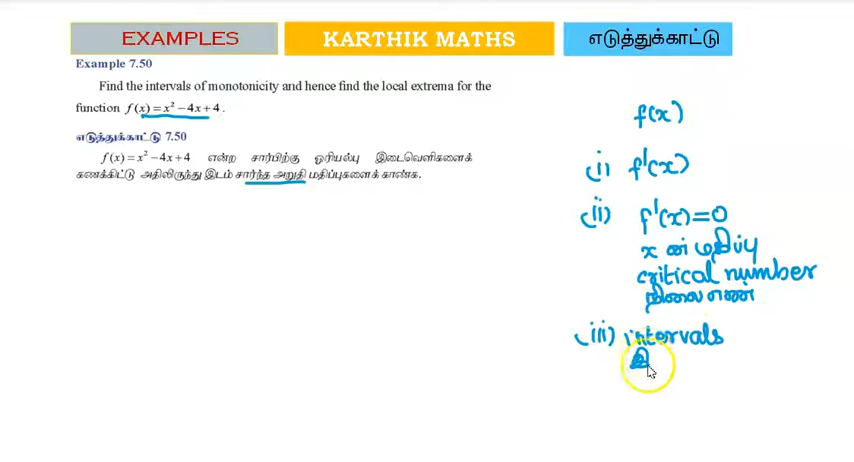 EXAMPLES
KARTHIK MATHS
எடுத்துக்காட்டு
Example 7.50
Find the intervals of monotonicity and hence find the local extrema for the
function f(x) = x² − 4x + 4 .
எடுத்துக்காட்டு 7.50
f(x) = x² − 4x + 4 என்ற சார்பிற்கு ஓரியல்பு இடைவெளிகளைக்
கணக்கிட்டு அதிலிருந்து இடம் சார்ந்த அறுதி மதிப்புகளைக் காண்க.
f(x)
(i) f'(x)
(ii) f'(x)=0
x ன் மதிப்பு
critical number
நிலை எண்
(iii) intervals
இ